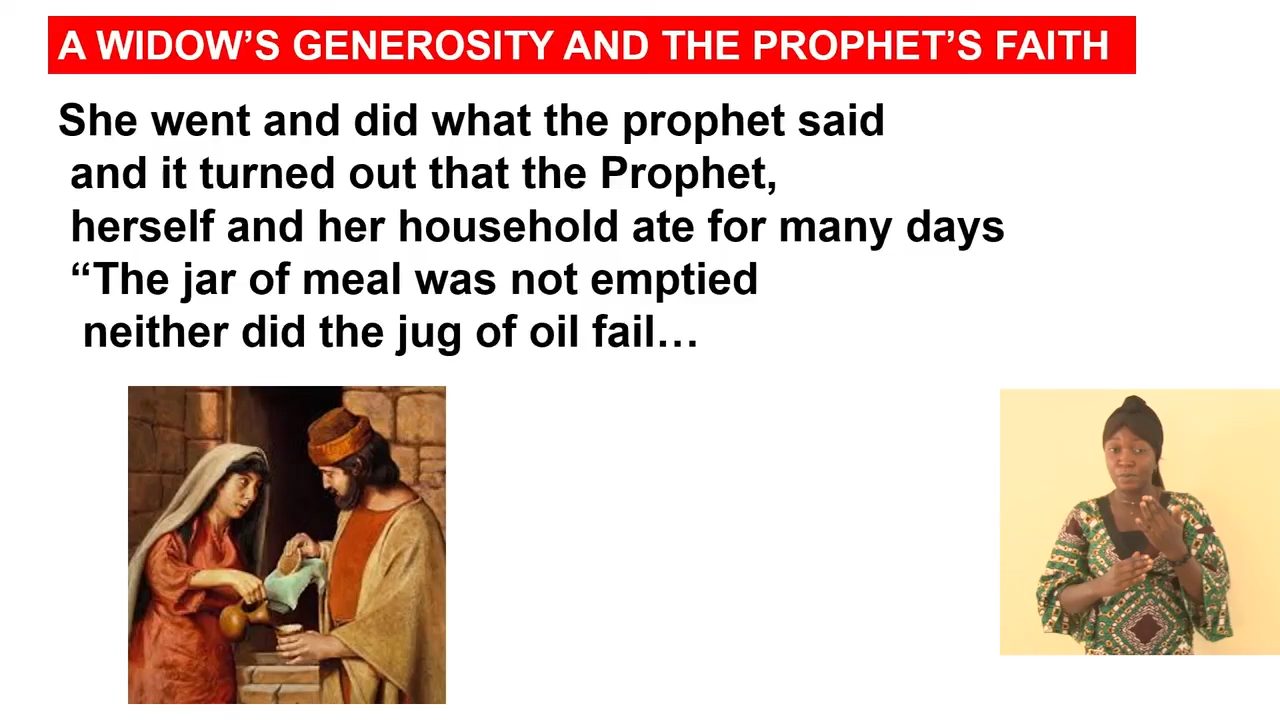 A WIDOW’S GENEROSITY AND THE PROPHET’S FAITH
She went and did what the prophet said
and it turned out that the Prophet,
herself and her household ate for many days
“The jar of meal was not emptied
neither did the jug of oil fail…